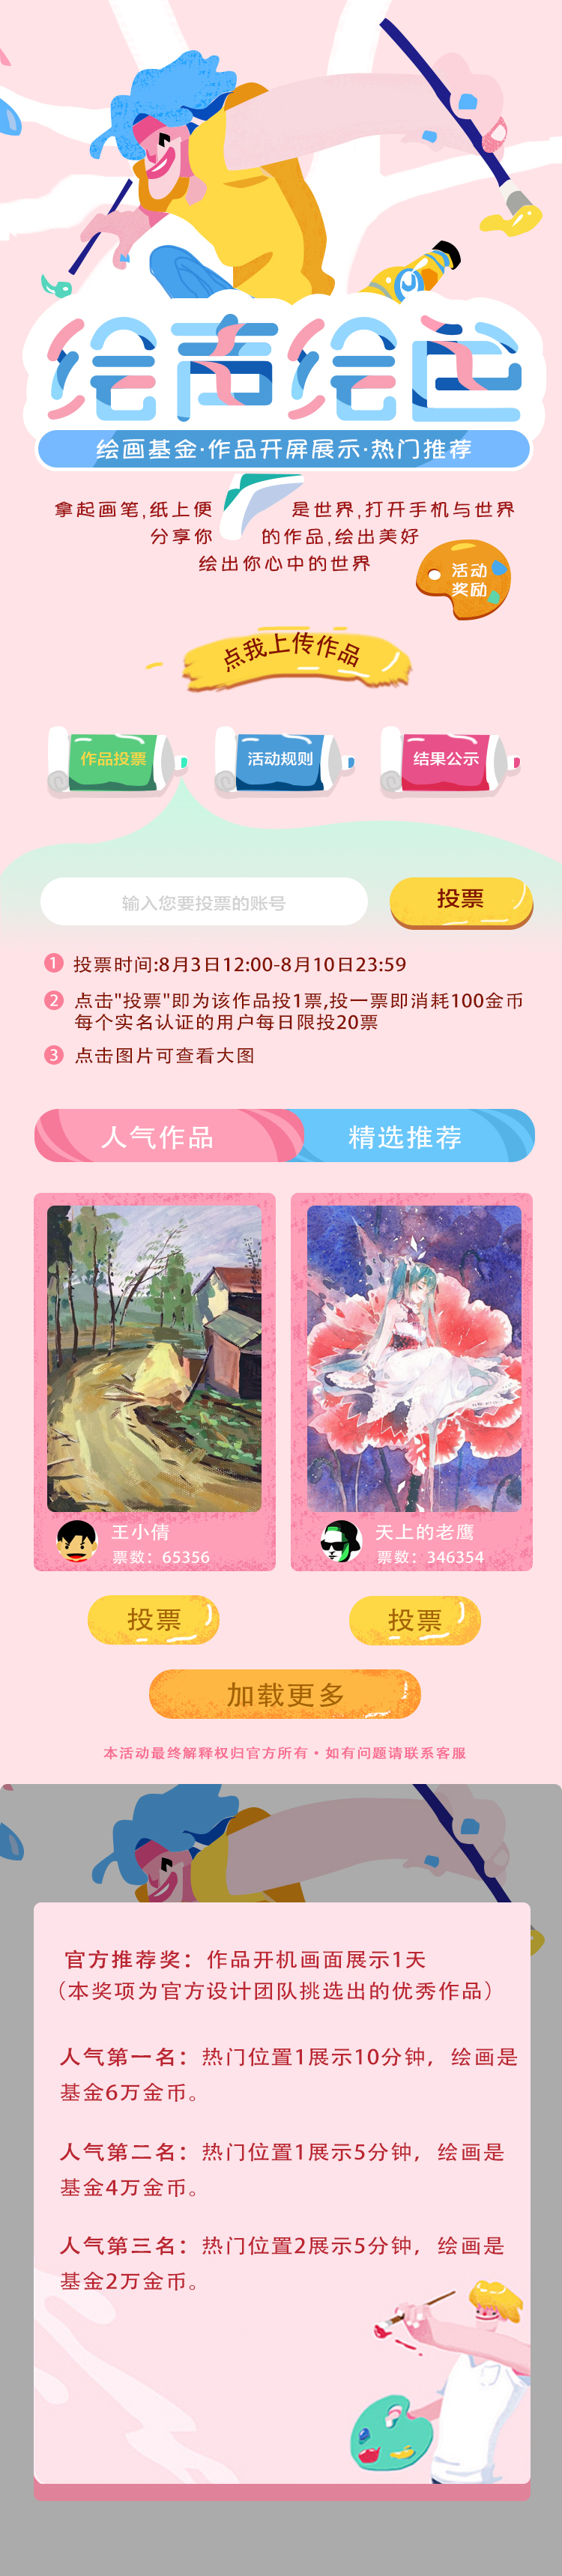 绘声绘色
绘画基金·作品开屏展示·热门推荐
拿起画笔,纸上便 是世界,打开手机与世界
分享你 的作品,绘出美好
绘出你心中的世界
活动
奖励
点我上传作品
作品投票 活动规则 结果公示
输入您要投票的账号 投票
1 投票时间:8月3日12:00-8月10日23:59
2 点击"投票"即为该作品投1票,投一票即消耗100金币
每个实名认证的用户每日限投20票
3 点击图片可查看大图
人气作品 精选推荐
王小倩 天上的老鹰
票数：65356 票数：346354
投票 投票
加载更多
本活动最终解释权归官方所有·如有问题请联系客服
官方推荐奖：作品开机画面展示1天
（本奖项为官方设计团队挑选出的优秀作品）
人气第一名：热门位置1展示10分钟，绘画是
基金6万金币。
人气第二名：热门位置1展示5分钟，绘画是
基金4万金币。
人气第三名：热门位置2展示5分钟，绘画是
基金2万金币。